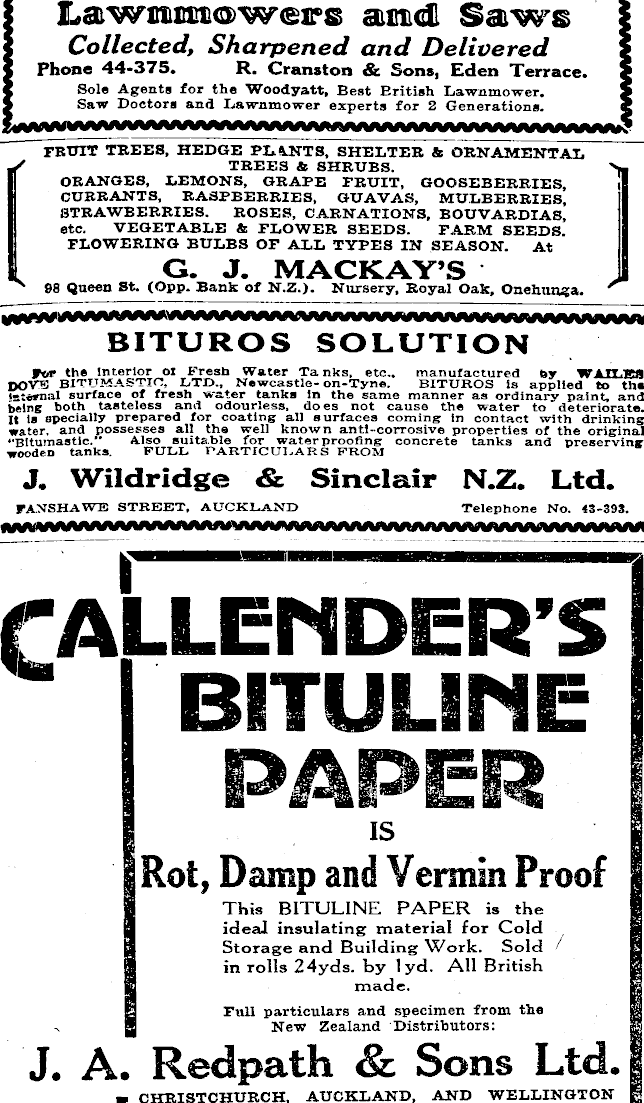 Lawnmowers and Saws
Collected, Sharpened and Delivered
Phone 44-375. R. Cranston & Sons, Eden Terrace.
Sole Agents for the Woodyatt, Best British Lawnmower.
Saw Doctors and Lawnmower experts for 2 Generations.
FRUIT TREES, HEDGE PLANTS, SHELTER & ORNAMENTAL
TREES & SHRUBS.
ORANGES, LEMONS, GRAPE FRUIT, GOOSEBERRIES,
CURRANTS, RASPBERRIES, GUAVAS, MULBERRIES,
STRAWBERRIES. ROSES, CARNATIONS, BOUVARDIAS,
etc. VEGETABLE & FLOWER SEEDS. FARM SEEDS.
FLOWERING BULBS OF ALL TYPES IN SEASON. At
G. J. MACKAY'S
98 Queen St. (Opp. Bank of N.Z.). Nursery, Royal Oak, Onehunga.
BITUROS SOLUTION
For the interior of Fresh Water Tanks, etc., manufactured by WAILES
DOVE BITUMASTIC, LTD., Newcastle-on-Tyne. BITUROS is applied to the
internal surface of fresh water tanks in the same manner as ordinary paint, and
being both tasteless and odourless, does not cause the water to deteriorate.
It is specially prepared for coating all surfaces coming in contact with drinking
water, and possesses all the well known anti-corrosive properties of the original
"Bitumastic." Also suitable for waterproofing concrete tanks and preserving
wooden tanks. FULL PARTICULARS FROM
J. Wildridge & Sinclair N.Z. Ltd.
FANSHAWE STREET, AUCKLAND Telephone No. 43-393.
CALLENDER'S
BITULINE
PAPER
IS
Rot, Damp and Vermin Proof
This BITULINE PAPER is the
ideal insulating material for Cold
Storage and Building Work. Sold
in rolls 24yds. by 1yd. All British
made.
Full particulars and specimen from the
New Zealand Distributors:
J. A. Redpath & Sons Ltd.
CHRISTCHURCH, AUCKLAND, AND WELLINGTON